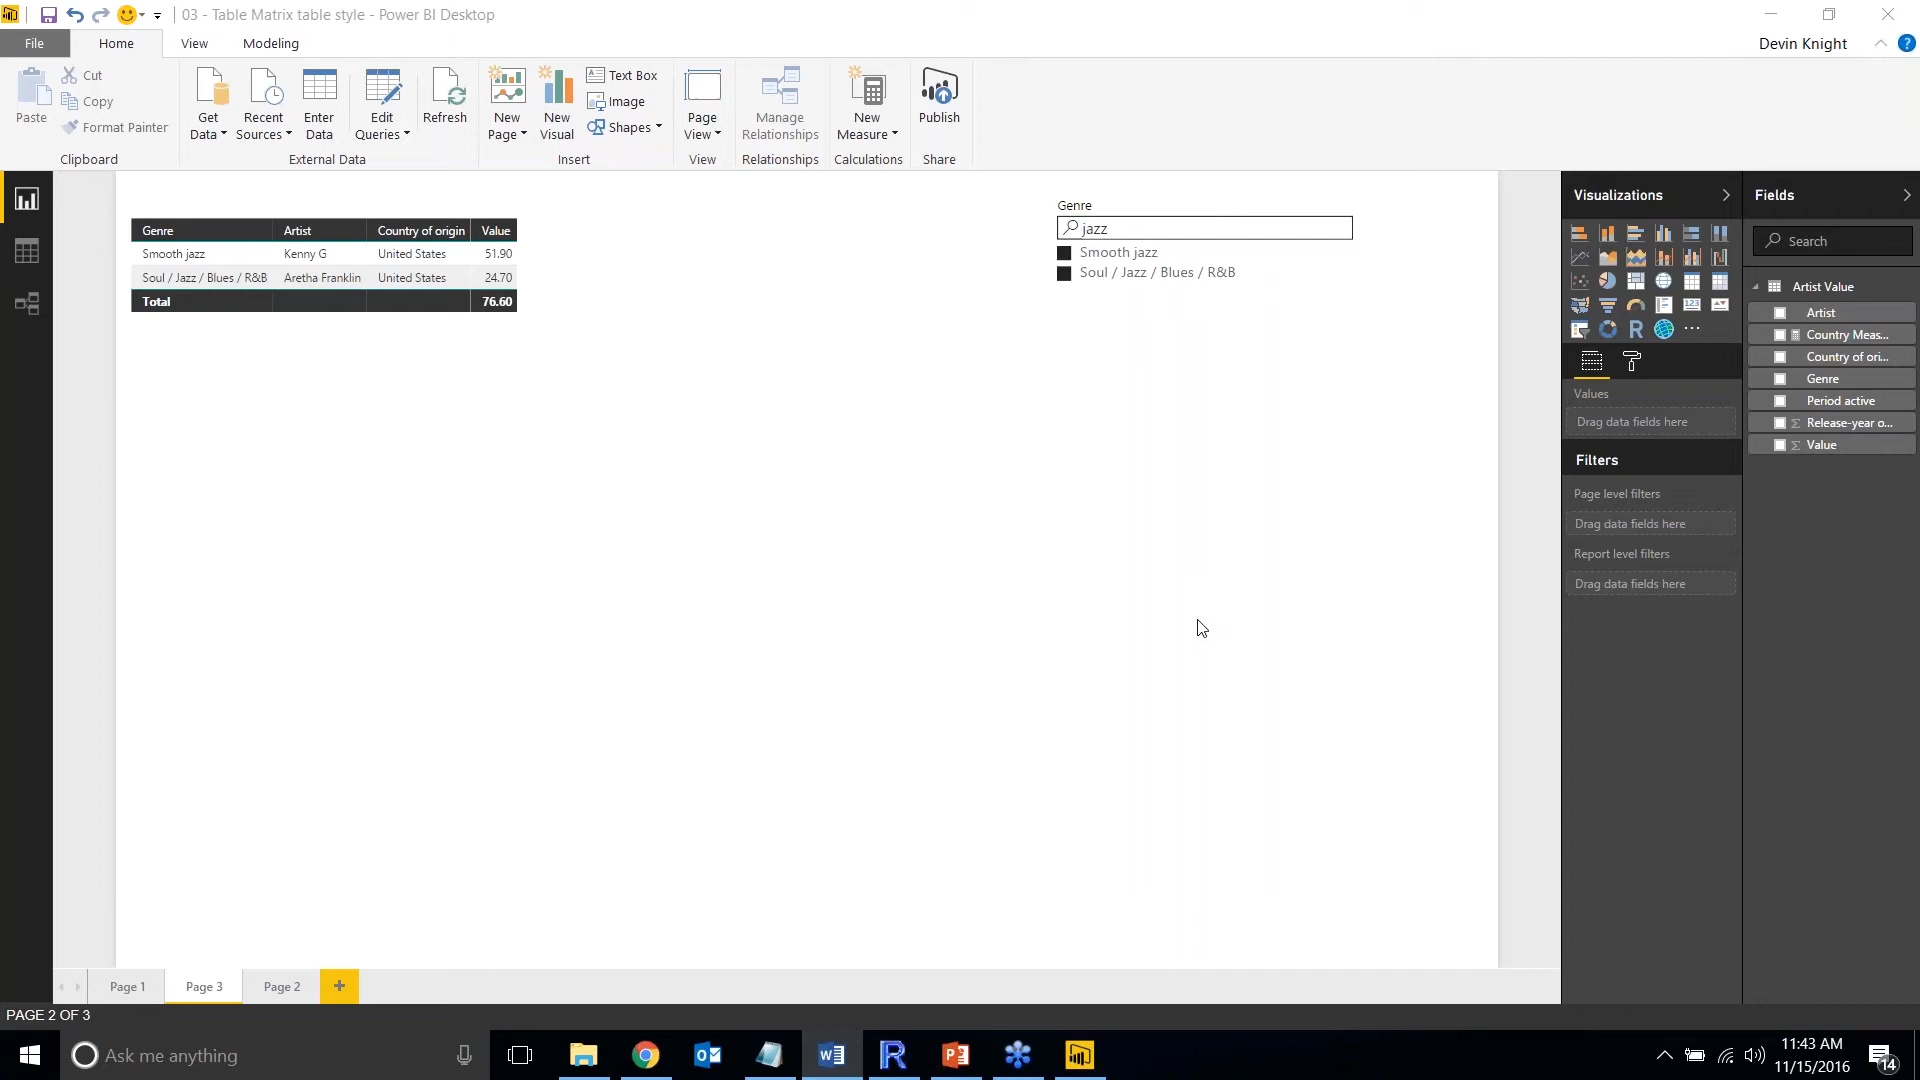 03 - Table Matrix table style - Power BI Desktop
File
Home
View
Modeling
Devin Knight
?
Paste
Cut
Copy
Format Painter
Clipboard
Get
Data
Recent
Sources
Enter
Data
Edit
Queries
Refresh
External Data
New
Page
New
Visual
Text Box
Image
Shapes
Insert
Page
View
View
Manage
Relationships
Relationships
New
Measure
Calculations
Publish
Share
Genre Artist Country of origin Value
Smooth jazz Kenny G United States 51.90
Soul / Jazz / Blues / R&B Aretha Franklin United States 24.70
Total 76.60
Genre
jazz
Smooth jazz
Soul / Jazz / Blues / R&B
Visualizations
123
R
Values
Drag data fields here
Filters
Page level filters
Drag data fields here
Report level filters
Drag data fields here
Fields
Search
Artist Value
Artist
Country Meas...
Country of ori...
Genre
Period active
Release-year o...
Value
Page 1
Page 3
Page 2
+
PAGE 2 OF 3
Ask me anything
11:43 AM
11/15/2016
14